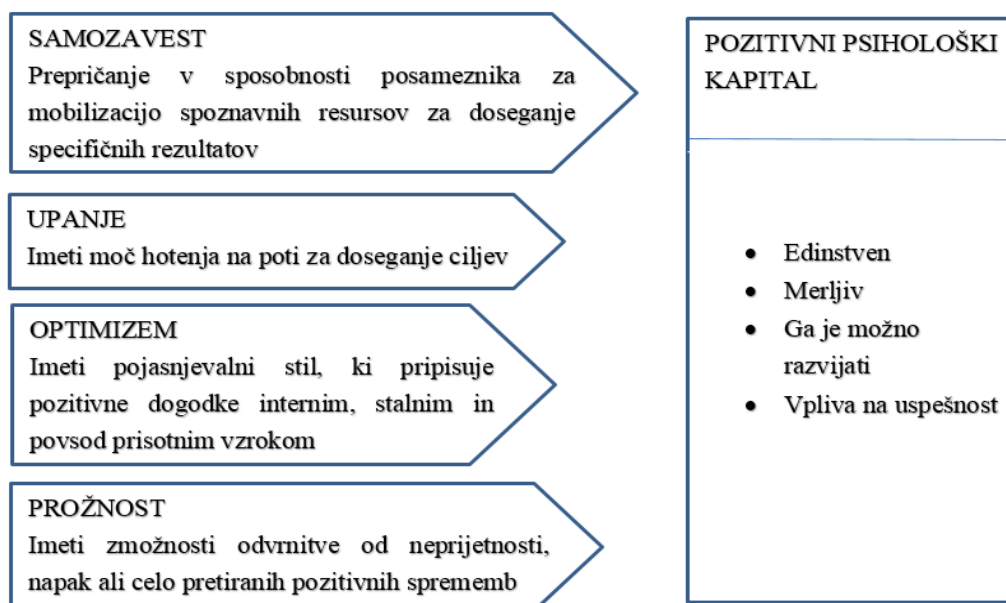 SAMOZAVEST
Prepričanje v sposobnosti posameznika za
mobilizacijo spoznavnih resursov za doseganje
specifičnih rezultatov
UPANJE
Imeti moč hotenja na poti za doseganje ciljev
OPTIMIZEM
Imeti pojasnjevalni stil, ki pripisuje
pozitivne dogodke internim, stalnim in
povsod prisotnim vzrokom
PROŽNOST
Imeti zmožnosti odvrnitve od neprijetnosti,
napak ali celo pretiranih pozitivnih sprememb
POZITIVNI PSIHOLOŠKI
KAPITAL
• Edinstven
• Merljiv
• Ga je možno
razvijati
• Vpliva na uspešnost